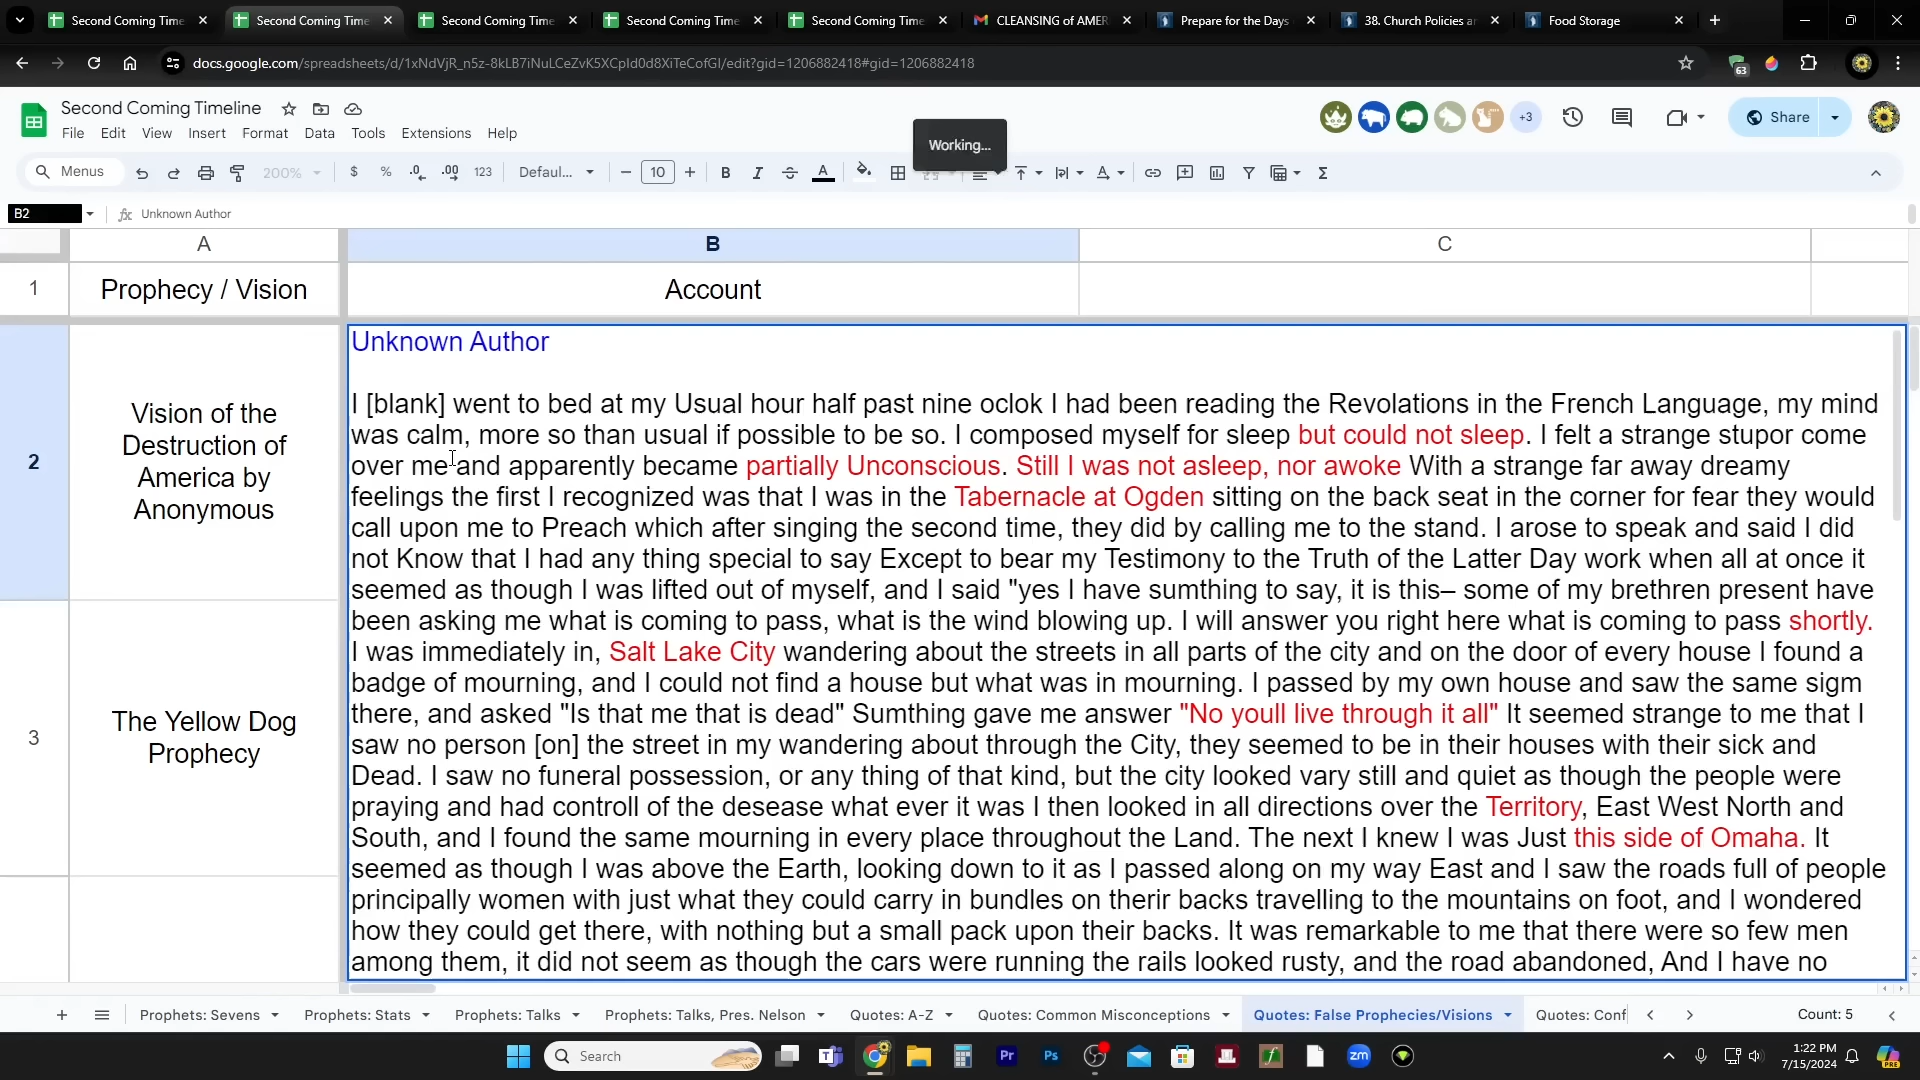 Second Coming Time
Second Coming Time
Second Coming Time
Second Coming Time
Second Coming Time
CLEANSING of AMER
Prepare for the Days
38. Church Policies a
Food Storage
docs.google.com/spreadsheets/d/1xNdVjR_n5z-8kLB7iNuLCeZvK5XCpId0d8XiTeCofGI/edit?gid=1206882418#gid=1206882418
63
Second Coming Timeline
+3
Share
File Edit View Insert Format Data Tools Extensions Help
Working...
Menus
200%
$ % .0 .00 123
Defaul...
10
B I A
B2
fx Unknown Author
A B C
1 Prophecy / Vision Account
2
Vision of the
Destruction of
America by
Anonymous
Unknown Author
I [blank] went to bed at my Usual hour half past nine oclok I had been reading the Revolations in the French Language, my mind
was calm, more so than usual if possible to be so. I composed myself for sleep but could not sleep. I felt a strange stupor come
over me and apparently became partially Unconscious. Still I was not asleep, nor awoke With a strange far away dreamy
feelings the first I recognized was that I was in the Tabernacle at Ogden sitting on the back seat in the corner for fear they would
call upon me to Preach which after singing the second time, they did by calling me to the stand. I arose to speak and said I did
not Know that I had any thing special to say Except to bear my Testimony to the Truth of the Latter Day work when all at once it
seemed as though I was lifted out of myself, and I said "yes I have sumthing to say, it is this– some of my brethren present have
been asking me what is coming to pass, what is the wind blowing up. I will answer you right here what is coming to pass shortly.
I was immediately in, Salt Lake City wandering about the streets in all parts of the city and on the door of every house I found a
badge of mourning, and I could not find a house but what was in mourning. I passed by my own house and saw the same sigm
there, and asked "Is that me that is dead" Sumthing gave me answer "No youll live through it all" It seemed strange to me that I
saw no person [on] the street in my wandering about through the City, they seemed to be in their houses with their sick and
Dead. I saw no funeral possession, or any thing of that kind, but the city looked vary still and quiet as though the people were
praying and had controll of the desease what ever it was I then looked in all directions over the Territory, East West North and
South, and I found the same mourning in every place throughout the Land. The next I knew I was Just this side of Omaha. It
seemed as though I was above the Earth, looking down to it as I passed along on my way East and I saw the roads full of people
principally women with just what they could carry in bundles on therir backs travelling to the mountains on foot, and I wondered
how they could get there, with nothing but a small pack upon their backs. It was remarkable to me that there were so few men
among them, it did not seem as though the cars were running the rails looked rusty, and the road abandoned, And I have no
3
The Yellow Dog
Prophecy
Prophets: Sevens
Prophets: Stats
Prophets: Talks
Prophets: Talks, Pres. Nelson
Quotes: A-Z
Quotes: Common Misconceptions
Quotes: False Prophecies/Visions
Quotes: Conf
Count: 5
Search
Pr
Ps
zm
1:22 PM
7/15/2024
PRE